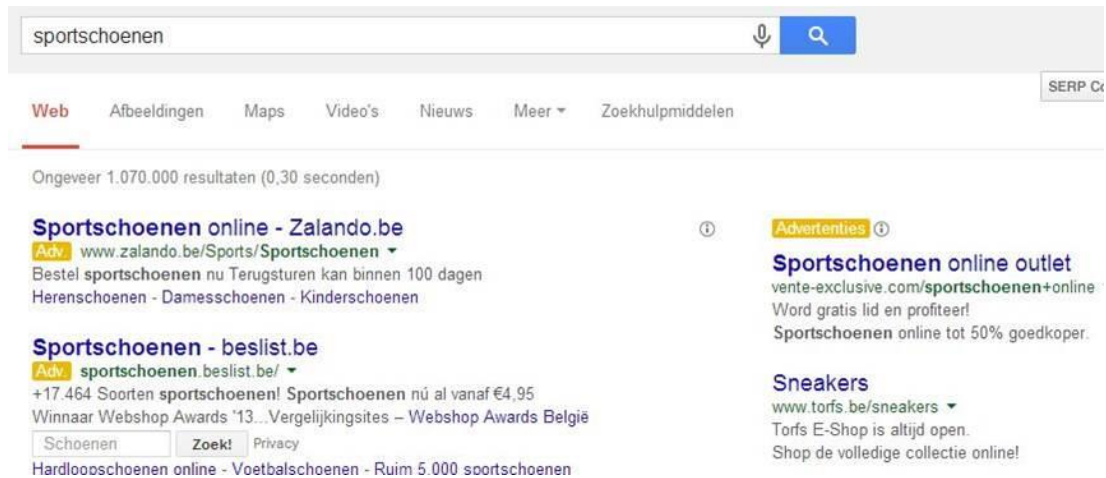 sportschoenen
SERP Co
Web Afbeeldingen Maps Video's Nieuws Meer Zoekhulpmiddelen
Ongeveer 1.070.000 resultaten (0,30 seconden)
Sportschoenen online - Zalando.be
Adv. www.zalando.be/Sports/Sportschoenen
Bestel sportschoenen nu Terugsturen kan binnen 100 dagen
Herenschoenen - Damesschoenen - Kinderschoenen
Sportschoenen - beslist.be
Adv. sportschoenen.beslist.be/
+17.464 Soorten sportschoenen! Sportschoenen nú al vanaf €4,95
Winnaar Webshop Awards '13...Vergelijkingsites – Webshop Awards België
Schoenen Zoek! Privacy
Hardloopschoenen online - Voetbalschoenen - Ruim 5.000 sportschoenen
Advertenties
Sportschoenen online outlet
vente-exclusive.com/sportschoenen+online
Word gratis lid en profiteer!
Sportschoenen online tot 50% goedkoper.
Sneakers
www.torfs.be/sneakers
Torfs E-Shop is altijd open.
Shop de volledige collectie online!